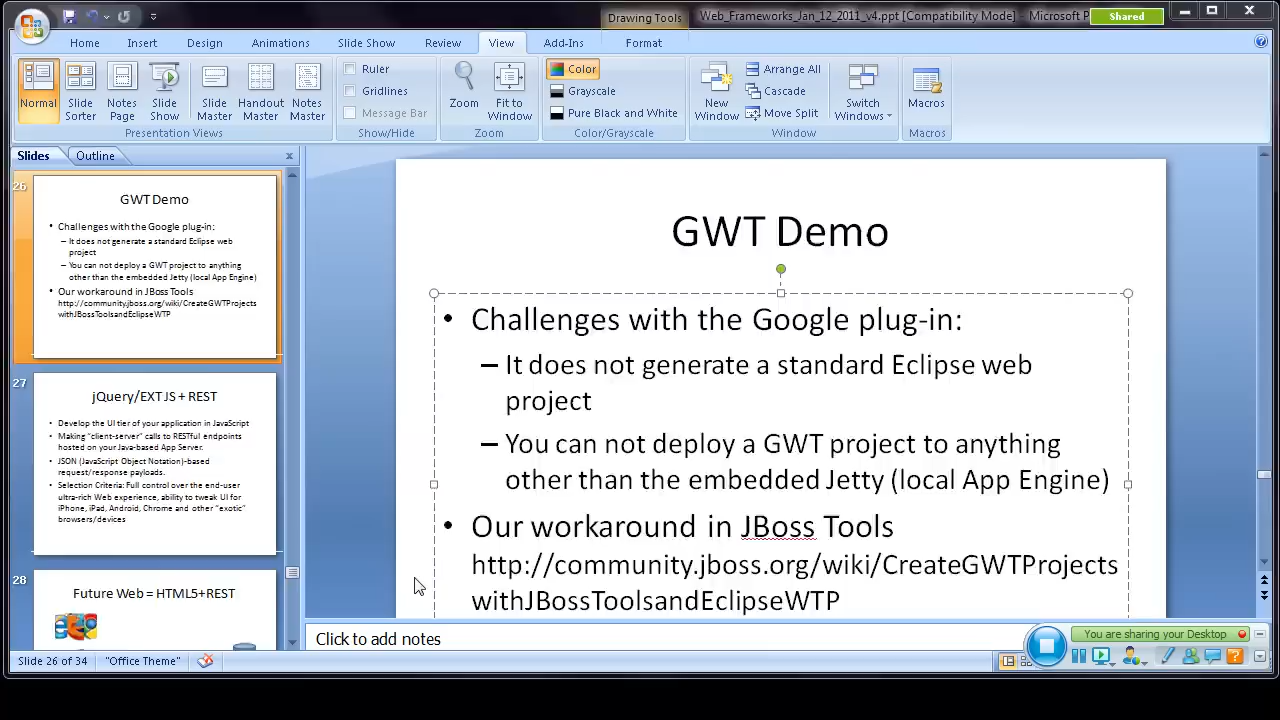 Drawing Tools
Web_Frameworks_Jan_12_2011_v4.ppt [Compatibility Mode] - Microsoft P
Shared
Home Insert Design Animations Slide Show Review View Add-Ins Format
Normal
Slide Sorter
Notes Page
Slide Show
Slide Master
Handout Master
Notes Master
Presentation Views
Ruler
Gridlines
Message Bar
Show/Hide
Zoom
Fit to Window
Zoom
Color
Grayscale
Pure Black and White
Color/Grayscale
New Window
Arrange All
Cascade
Move Split
Switch Windows
Window
Macros
Macros
Slides Outline
26
GWT Demo
• Challenges with the Google plug-in:
– It does not generate a standard Eclipse web
project
– You can not deploy a GWT project to anything
other than the embedded Jetty (local App Engine)
• Our workaround in JBoss Tools
http://community.jboss.org/wiki/CreateGWTProjects
withJBossToolsandEclipseWTP
27
jQuery/EXT JS + REST
• Develop the UI tier of your application in JavaScript
• Making "client-server" calls to RESTful endpoints
hosted on your Java-based App Server.
• JSON (JavaScript Object Notation)-based
request/response payloads.
• Selection Criteria: Full control over the end-user
ultra-rich Web experience, ability to tweak UI for
iPhone, iPad, Android, Chrome and other "exotic"
browsers/devices
28
Future Web = HTML5+REST
GWT Demo
• Challenges with the Google plug-in:
– It does not generate a standard Eclipse web
project
– You can not deploy a GWT project to anything
other than the embedded Jetty (local App Engine)
• Our workaround in JBoss Tools
http://community.jboss.org/wiki/CreateGWTProjects
withJBossToolsandEclipseWTP
Click to add notes
You are sharing your Desktop
Slide 26 of 34 "Office Theme"